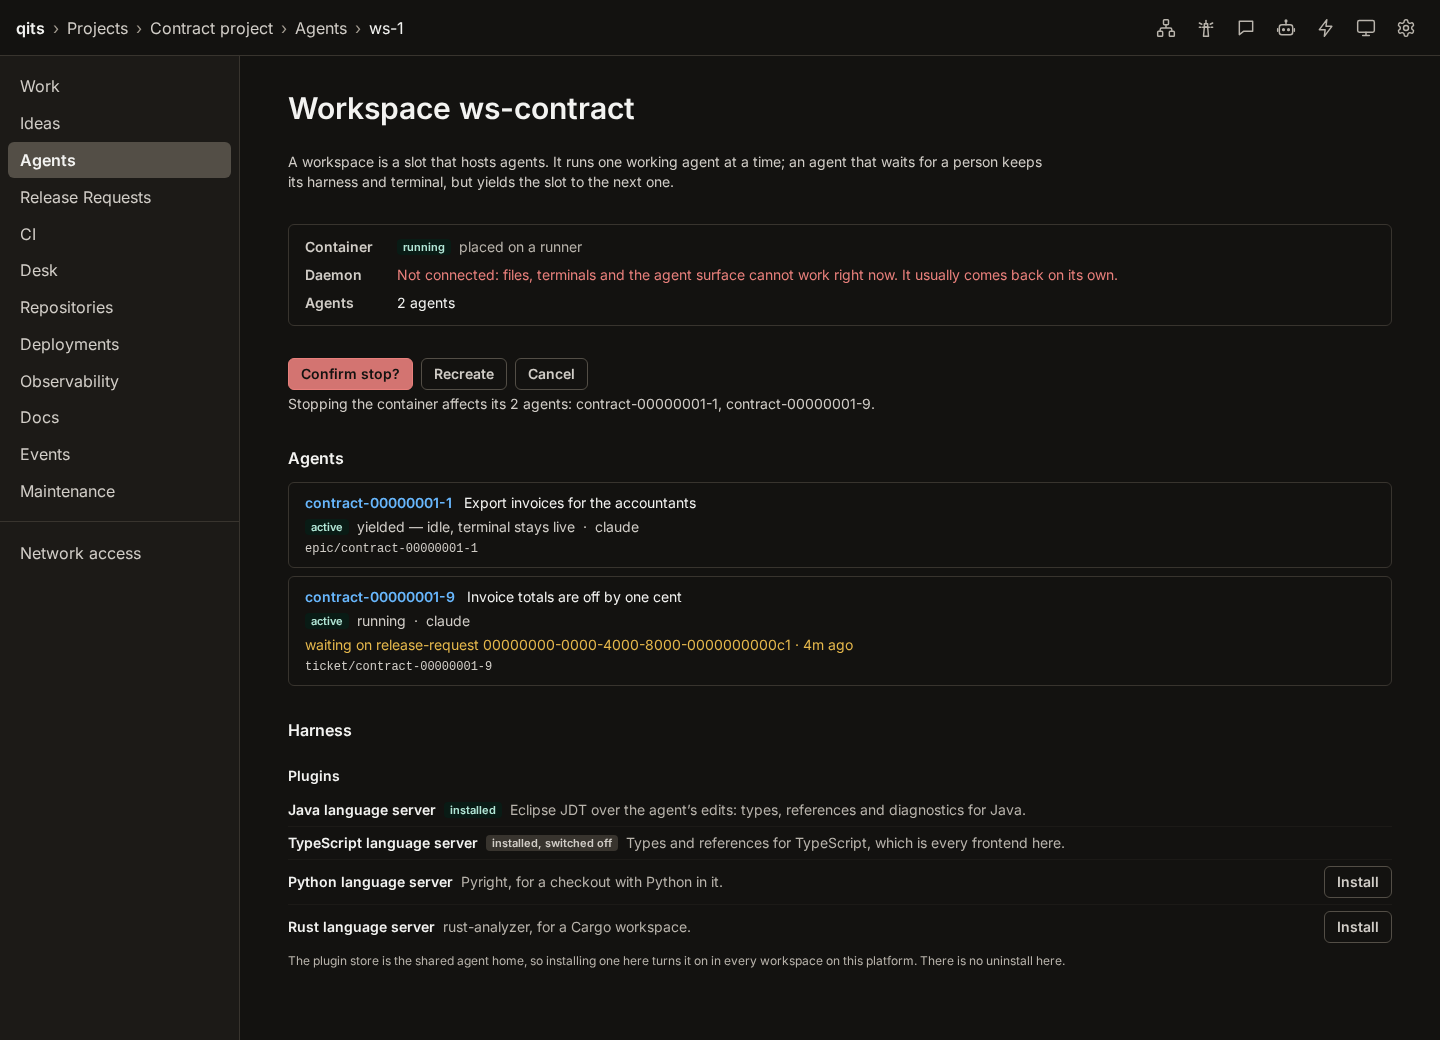 qits › Projects › Contract project › Agents › ws-1
Work
Ideas
Agents
Release Requests
CI
Desk
Repositories
Deployments
Observability
Docs
Events
Maintenance
Network access
Workspace ws-contract
A workspace is a slot that hosts agents. It runs one working agent at a time; an agent that waits for a person keeps
its harness and terminal, but yields the slot to the next one.
Container running placed on a runner
Daemon Not connected: files, terminals and the agent surface cannot work right now. It usually comes back on its own.
Agents 2 agents
Confirm stop? Recreate Cancel
Stopping the container affects its 2 agents: contract-00000001-1, contract-00000001-9.
Agents
contract-00000001-1 Export invoices for the accountants
active yielded — idle, terminal stays live · claude
epic/contract-00000001-1
contract-00000001-9 Invoice totals are off by one cent
active running · claude
waiting on release-request 00000000-0000-4000-8000-0000000000c1 · 4m ago
ticket/contract-00000001-9
Harness
Plugins
Java language server installed Eclipse JDT over the agent’s edits: types, references and diagnostics for Java.
TypeScript language server installed, switched off Types and references for TypeScript, which is every frontend here.
Python language server Pyright, for a checkout with Python in it. Install
Rust language server rust-analyzer, for a Cargo workspace. Install
The plugin store is the shared agent home, so installing one here turns it on in every workspace on this platform. There is no uninstall here.